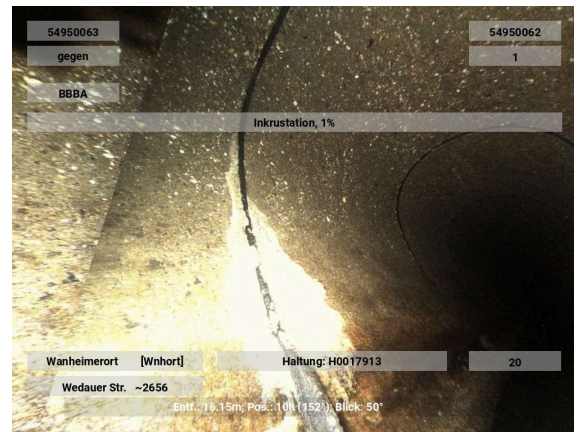 54950063
54950062
gegen
1
BBBA
Inkrustation, 1%
Wanheimerort [Wnhort]
Haltung: H0017913
20
Wedauer Str. ~2656
Entf.: 16.15m; Pos.: 10h (152°); Blick: 50°